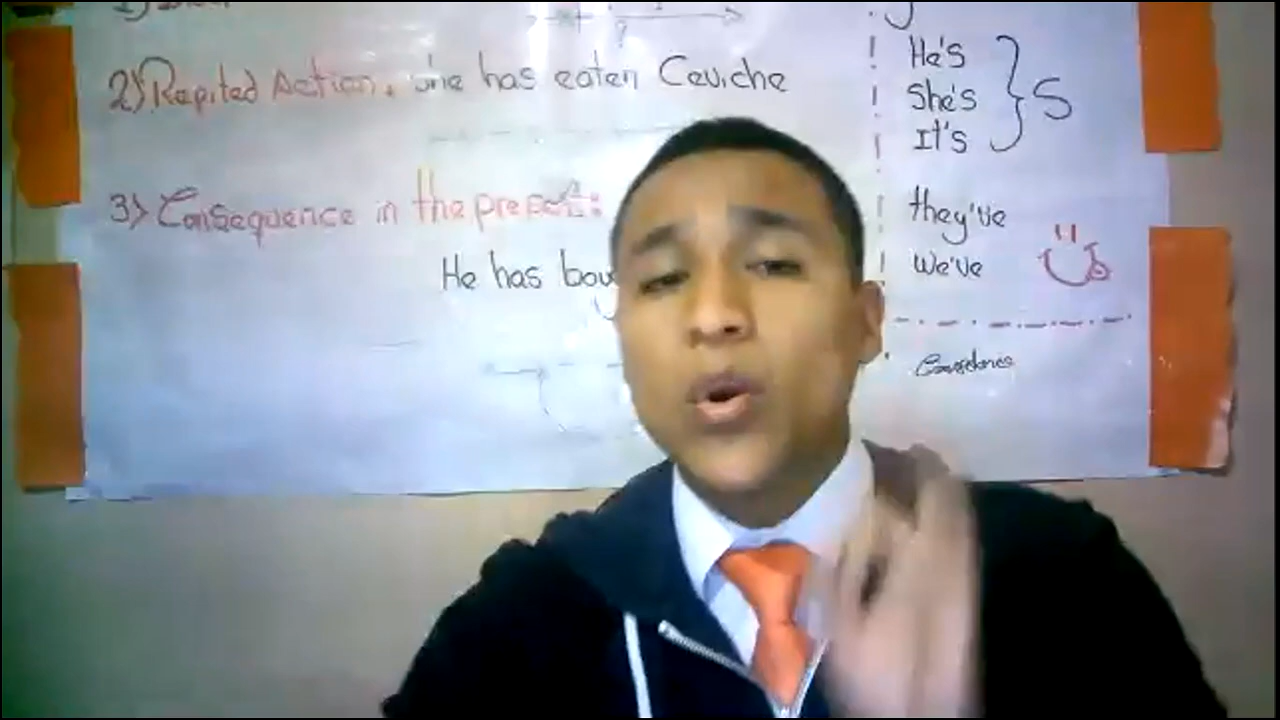 2) Repited Action. She has eaten Ceviche
3) Consequence in the present:
He has bou
He's
She's
It's
S
they've
We've